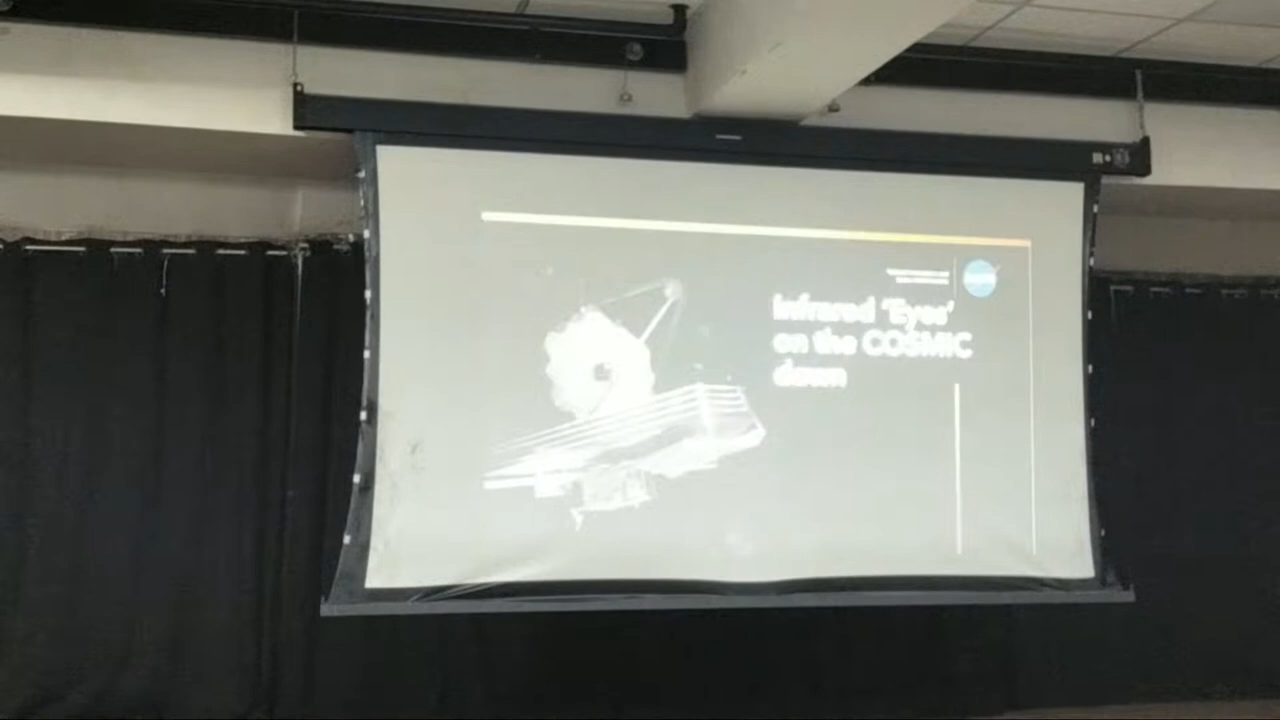 Infrared ‘Eyes’
on the COSMIC
dawn